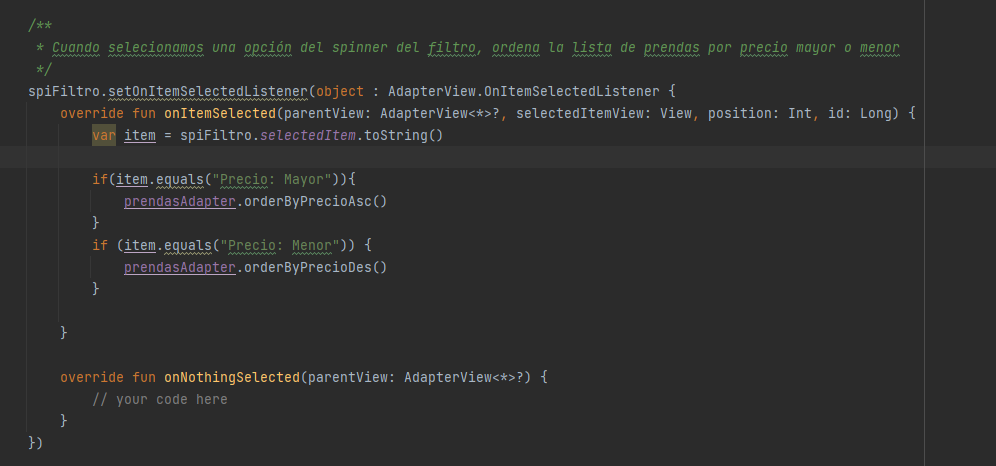 /**
 * Cuando selecionamos una opción del spinner del filtro, ordena la lista de prendas por precio mayor o menor
 */
spiFiltro.setOnItemSelectedListener(object : AdapterView.OnItemSelectedListener {
    override fun onItemSelected(parentView: AdapterView<*>?, selectedItemView: View, position: Int, id: Long) {
        var item = spiFiltro.selectedItem.toString()
        if(item.equals("Precio: Mayor")){
            prendasAdapter.orderByPrecioAsc()
        }
        if (item.equals("Precio: Menor")) {
            prendasAdapter.orderByPrecioDes()
        }
    }
    override fun onNothingSelected(parentView: AdapterView<*>?) {
        // your code here
    }
})